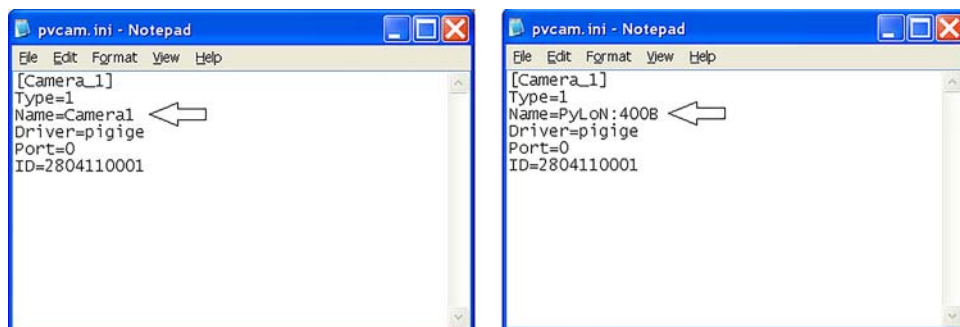 pvcam.ini - Notepad
File Edit Format View Help
[Camera_1]
Type=1
Name=Camera1
Driver=pigige
Port=0
ID=2804110001
pvcam.ini - Notepad
File Edit Format View Help
[Camera_1]
Type=1
Name=PyLoN:400B
Driver=pigige
Port=0
ID=2804110001